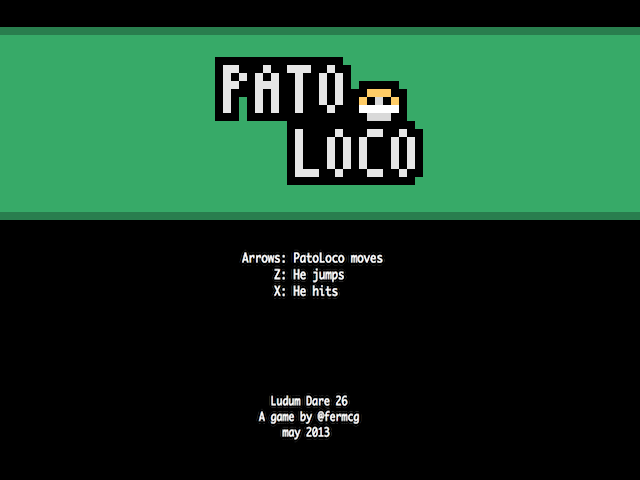 PATO
LOCO
Arrows: PatoLoco moves
Z: He jumps
X: He hits
Ludum Dare 26
A game by @fermcg
may 2013